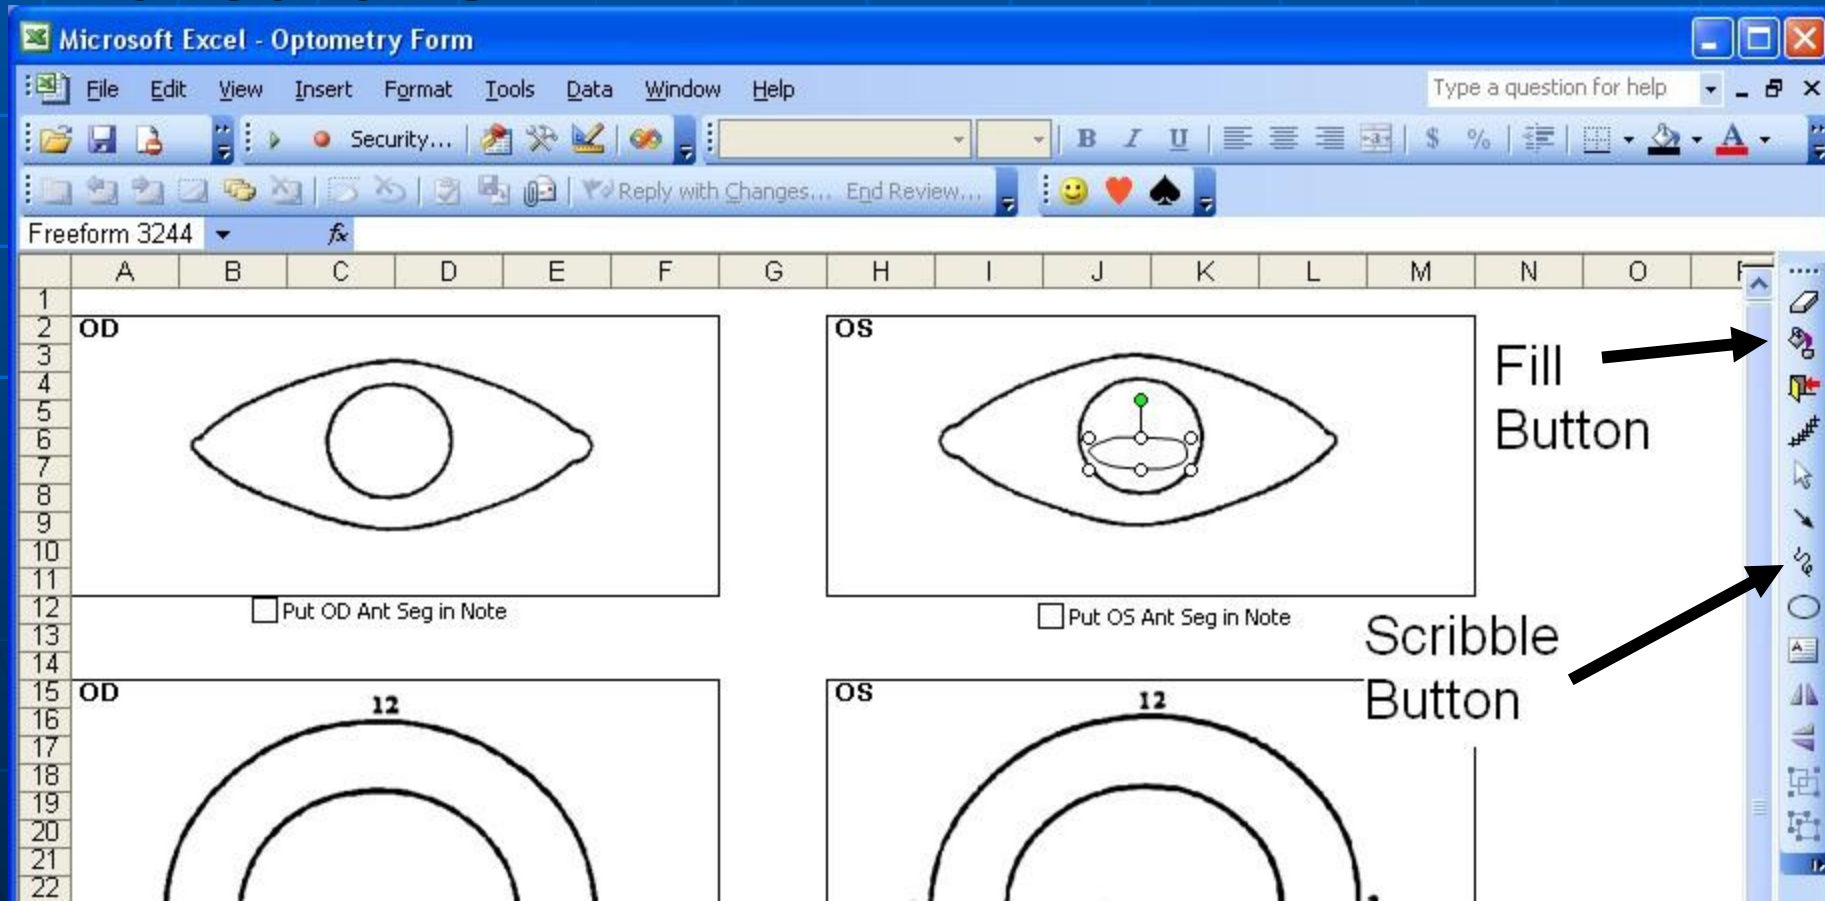 Microsoft Excel - Optometry Form
File Edit View Insert Format Tools Data Window Help Type a question for help
Security... B I U $ % A
Reply with Changes... End Review...
Freeform 3244 fx
A B C D E F G H I J K L M N O
1
2 OD OS
3
4
5
6
7
8
9
10
11
12
13
14
15
16
17
18
19
20
21
22
Fill
Button
Put OD Ant Seg in Note
Put OS Ant Seg in Note
Scribble
Button
OD
12
OS
12